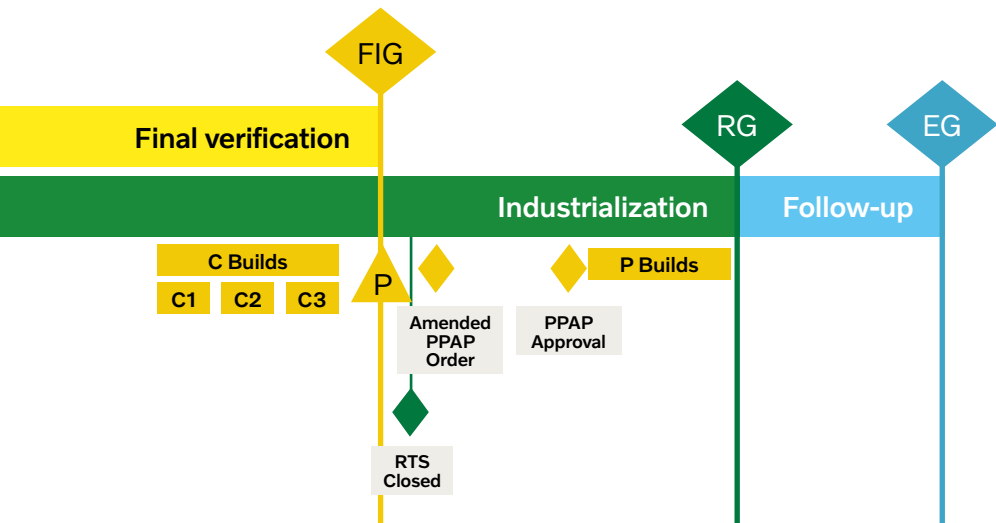 FIG
RG
EG
Final verification
Industrialization
Follow-up
C Builds
P Builds
P
C1
C2
C3
Amended
PPAP
Order
PPAP
Approval
RTS
Closed